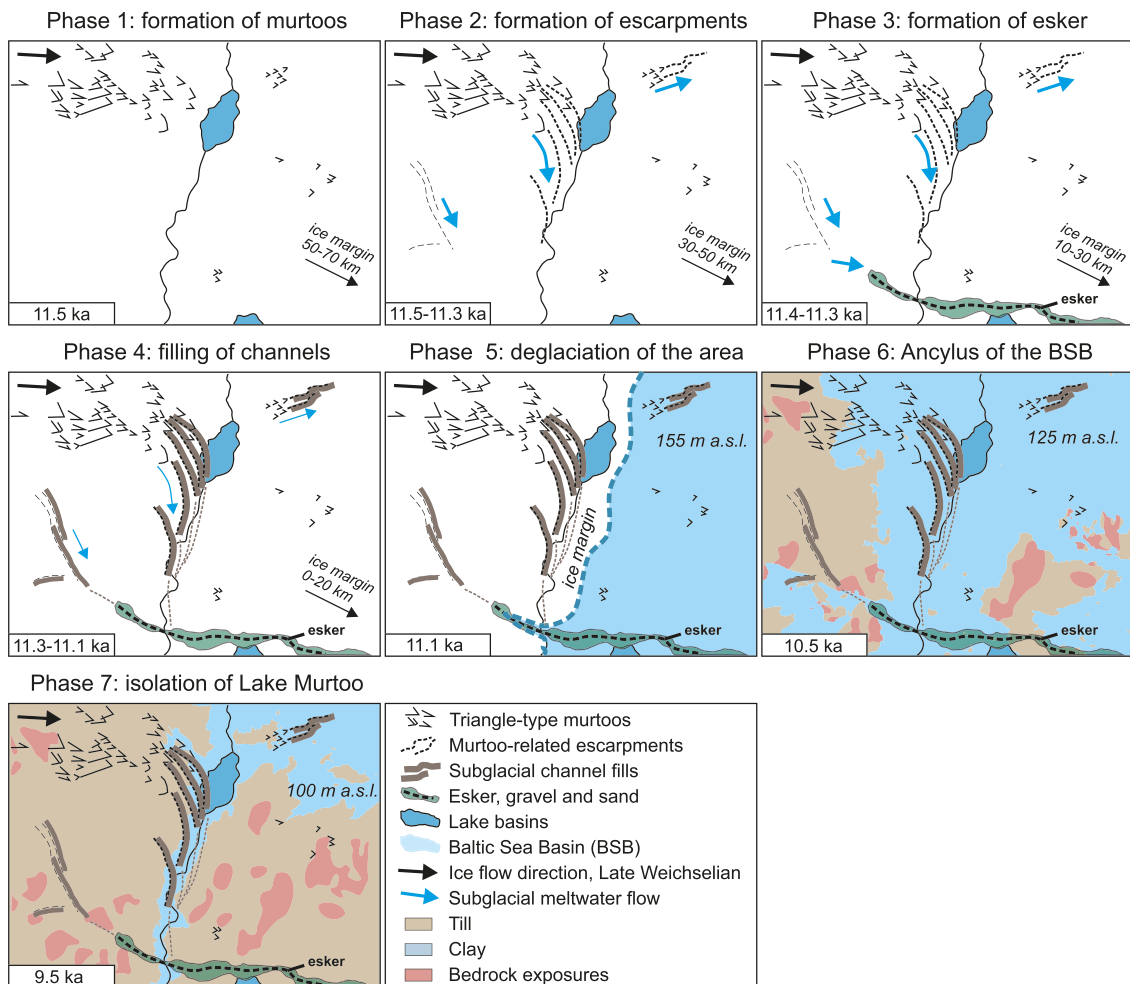 Phase 1: formation of murtoos
ice margin
50-70 km
11.5 ka
Phase 2: formation of escarpments
ice margin
30-50 km
11.5-11.3 ka
Phase 3: formation of esker
ice margin
10-30 km
esker
11.4-11.3 ka
Phase 4: filling of channels
ice margin
0-20 km
esker
11.3-11.1 ka
Phase 5: deglaciation of the area
155 m a.s.l.
ice margin
esker
11.1 ka
Phase 6: Ancylus of the BSB
125 m a.s.l.
esker
10.5 ka
Phase 7: isolation of Lake Murtoo
100 m a.s.l.
esker
9.5 ka
Triangle-type murtoos
Murtoo-related escarpments
Subglacial channel fills
Esker, gravel and sand
Lake basins
Baltic Sea Basin (BSB)
Ice flow direction, Late Weichselian
Subglacial meltwater flow
Till
Clay
Bedrock exposures